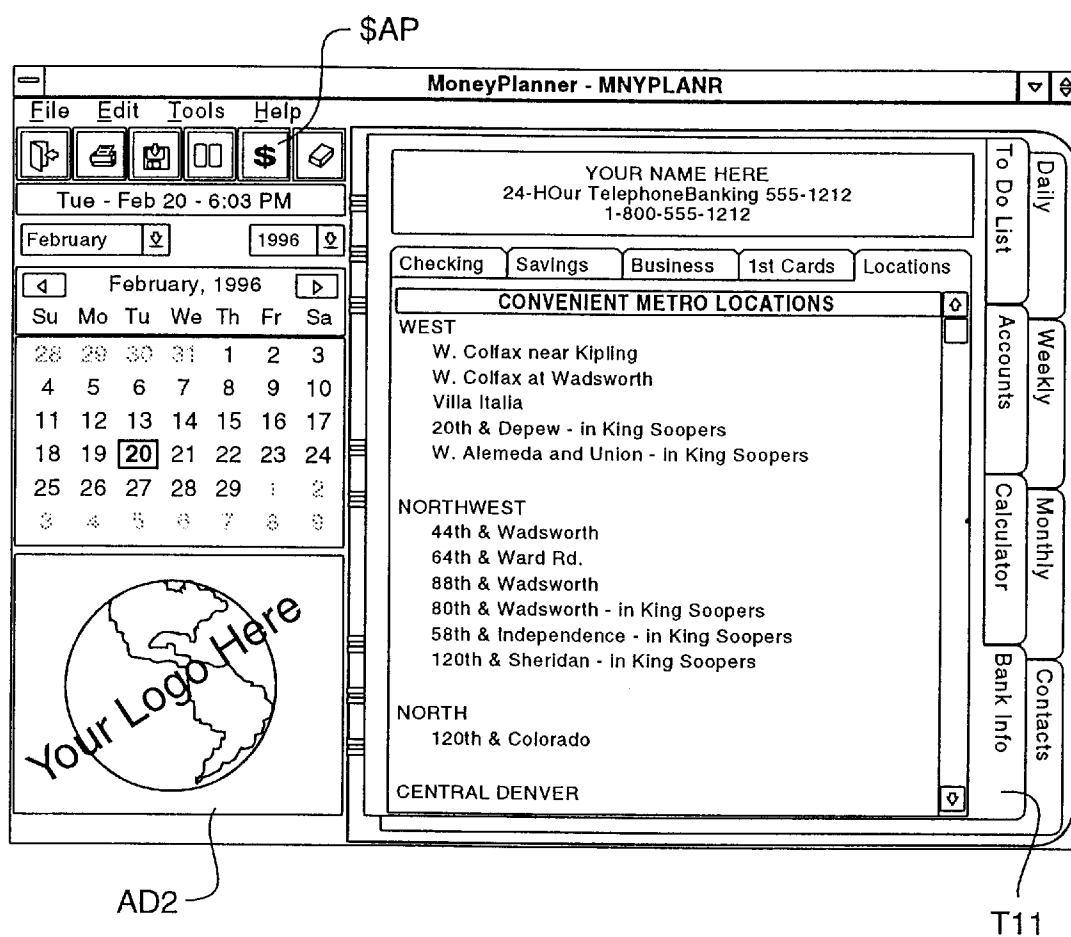 $AP
MoneyPlanner - MNYPLANR
File Edit Tools Help
$
Tue - Feb 20 - 6:03 PM
February 1996
February, 1996
Su Mo Tu We Th Fr Sa
28 29 30 31 1 2 3
4 5 6 7 8 9 10
11 12 13 14 15 16 17
18 19 20 21 22 23 24
25 26 27 28 29 1 2
3 4 5 6 7 8 9
Your Logo Here
AD2
YOUR NAME HERE
24-HOur TelephoneBanking 555-1212
1-800-555-1212
Checking Savings Business 1st Cards Locations
CONVENIENT METRO LOCATIONS
WEST
W. Colfax near Kipling
W. Colfax at Wadsworth
Villa Italia
20th & Depew - in King Soopers
W. Alemeda and Union - in King Soopers
NORTHWEST
44th & Wadsworth
64th & Ward Rd.
88th & Wadsworth
80th & Wadsworth - in King Soopers
58th & Independence - in King Soopers
120th & Sheridan - in King Soopers
NORTH
120th & Colorado
CENTRAL DENVER
To Do List
Accounts
Calculator
Bank Info
Daily
Weekly
Monthly
Contacts
T11